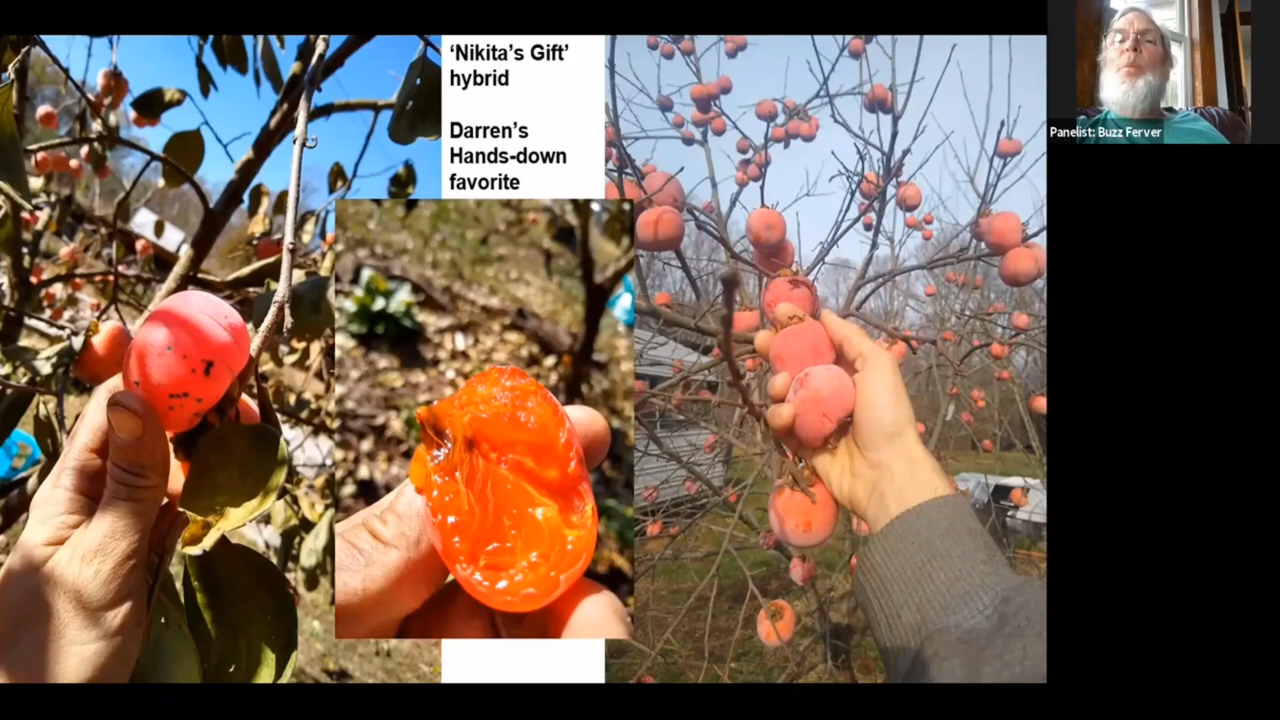 ‘Nikita’s Gift’
hybrid
Darren’s
Hands-down
favorite
Panelist: Buzz Ferver